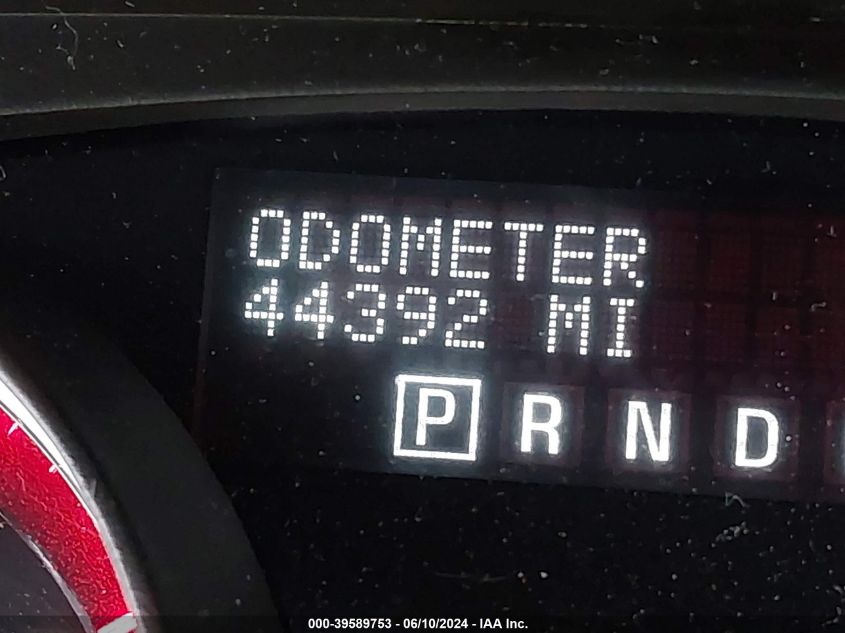 ODOMETER
44392 MI
P R N D
000-39589753 - 06/10/2024 - IAA Inc.